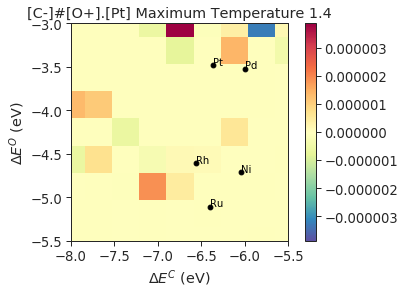 [C-]#[O+].[Pt] Maximum Temperature 1.4
−3.0
−3.5
−4.0
−4.5
−5.0
−5.5
ΔE^O (eV)
Pt
Pd
Rh
Ni
Ru
−8.0 −7.5 −7.0 −6.5 −6.0 −5.5
ΔE^C (eV)
0.000003
0.000002
0.000001
0.000000
−0.000001
−0.000002
−0.000003